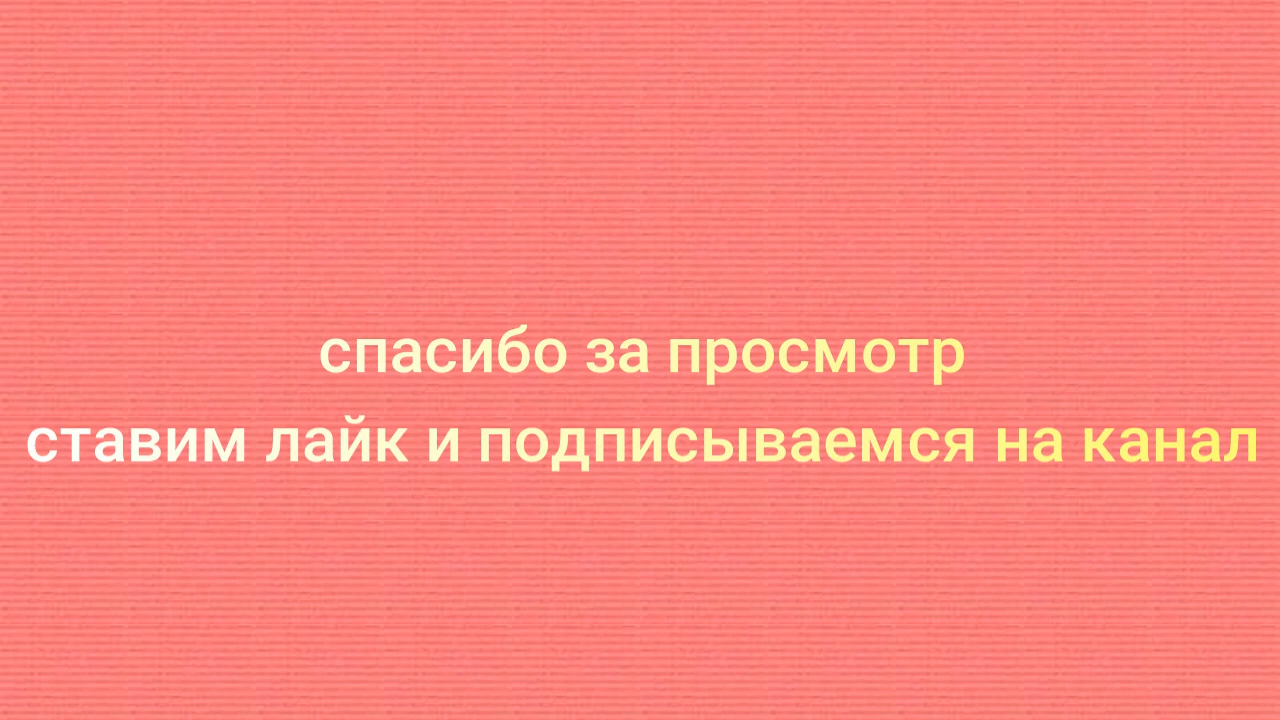 спасибо за просмотр
ставим лайк и подписываемся на канал